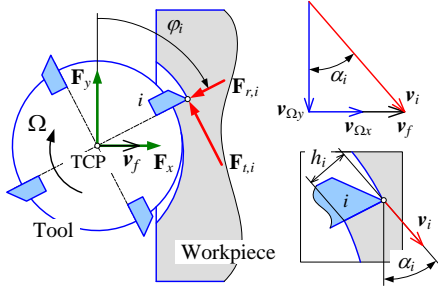 φi
Fy
i
Fr,i
Ω
TCP
vf
Fx
Ft,i
Tool
Workpiece
αi
vi
vΩy
vΩx
vf
hi
i
vi
αi